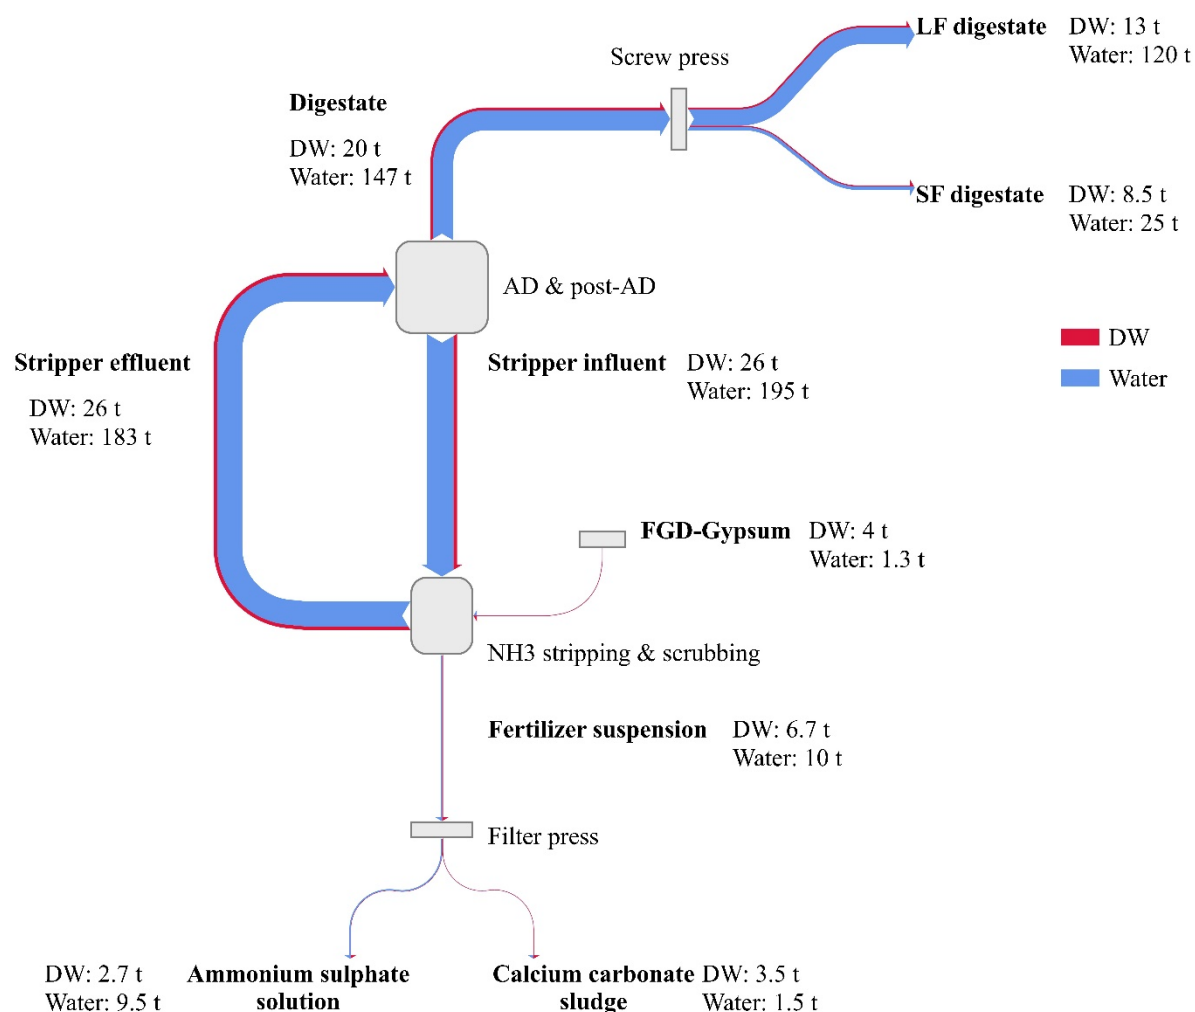 LF digestate DW: 13 t
Water: 120 t
Screw press
Digestate
DW: 20 t
Water: 147 t
SF digestate DW: 8.5 t
Water: 25 t
AD & post-AD
DW
Water
Stripper effluent
DW: 26 t
Water: 183 t
Stripper influent DW: 26 t
Water: 195 t
FGD-Gypsum DW: 4 t
Water: 1.3 t
NH3 stripping & scrubbing
Fertilizer suspension DW: 6.7 t
Water: 10 t
Filter press
DW: 2.7 t
Water: 9.5 t
Ammonium sulphate
solution
Calcium carbonate
sludge
DW: 3.5 t
Water: 1.5 t